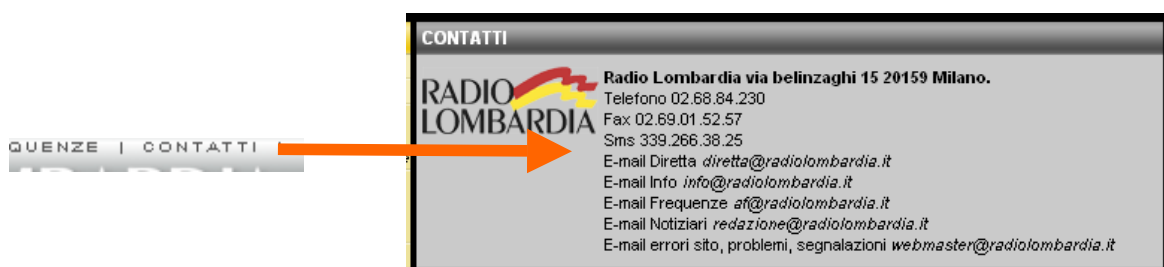 QUENZE | CONTATTI
CONTATTI
RADIO
LOMBARDIA
Radio Lombardia via belinzaghi 15 20159 Milano.
Telefono 02.68.84.230
Fax 02.69.01.52.57
Sms 339.266.38.25
E-mail Diretta diretta@radiolombardia.it
E-mail Info info@radiolombardia.it
E-mail Frequenze af@radiolombardia.it
E-mail Notiziari redazione@radiolombardia.it
E-mail errori sito, problemi, segnalazioni webmaster@radiolombardia.it